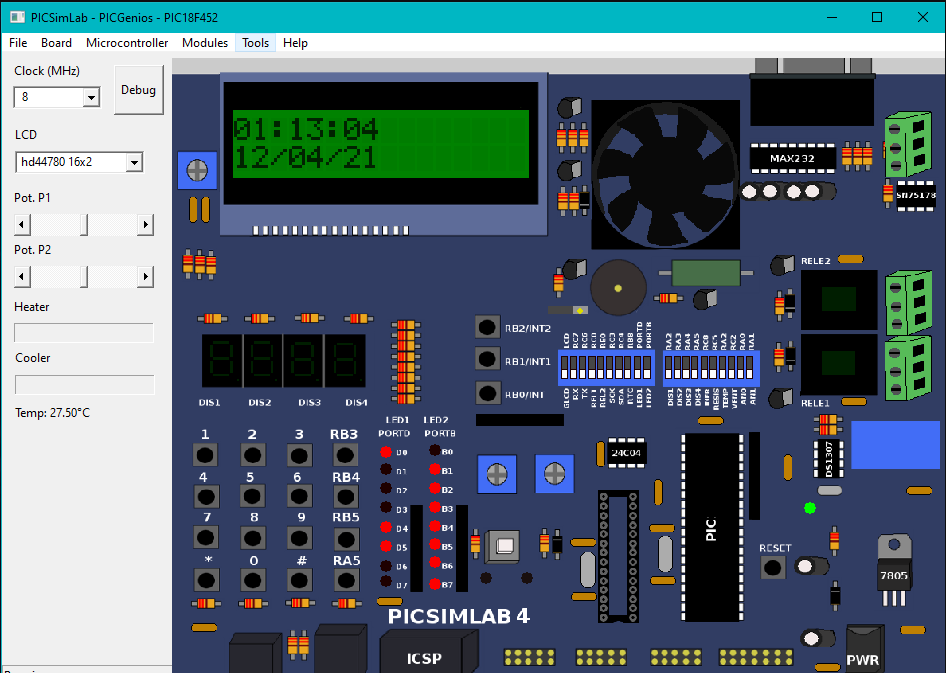 PICSimLab - PICGenios - PIC18F452
File Board Microcontroller Modules Tools Help
Clock (MHz)
8
Debug
LCD
hd44780 16x2
Pot. P1
Pot. P2
Heater
Cooler
Temp: 27.50°C
01:13:04
12/04/21
MAX232
SN75178
RELE2
RELE1
RB2/INT2
RB1/INT1
RB0/INT
DIS1 DIS2 DIS3 DIS4
LED1 LED2
PORTD PORTB
1 2 3 RB3
4 5 6 RB4
7 8 9 RB5
* 0 # RA5
D0 B0
D1 B1
D2 B2
D3 B3
D4 B4
D5 B5
D6 B6
D7 B7
24C04
DS1307
PIC
RESET
7805
PICSIMLAB 4
ICSP
PWR